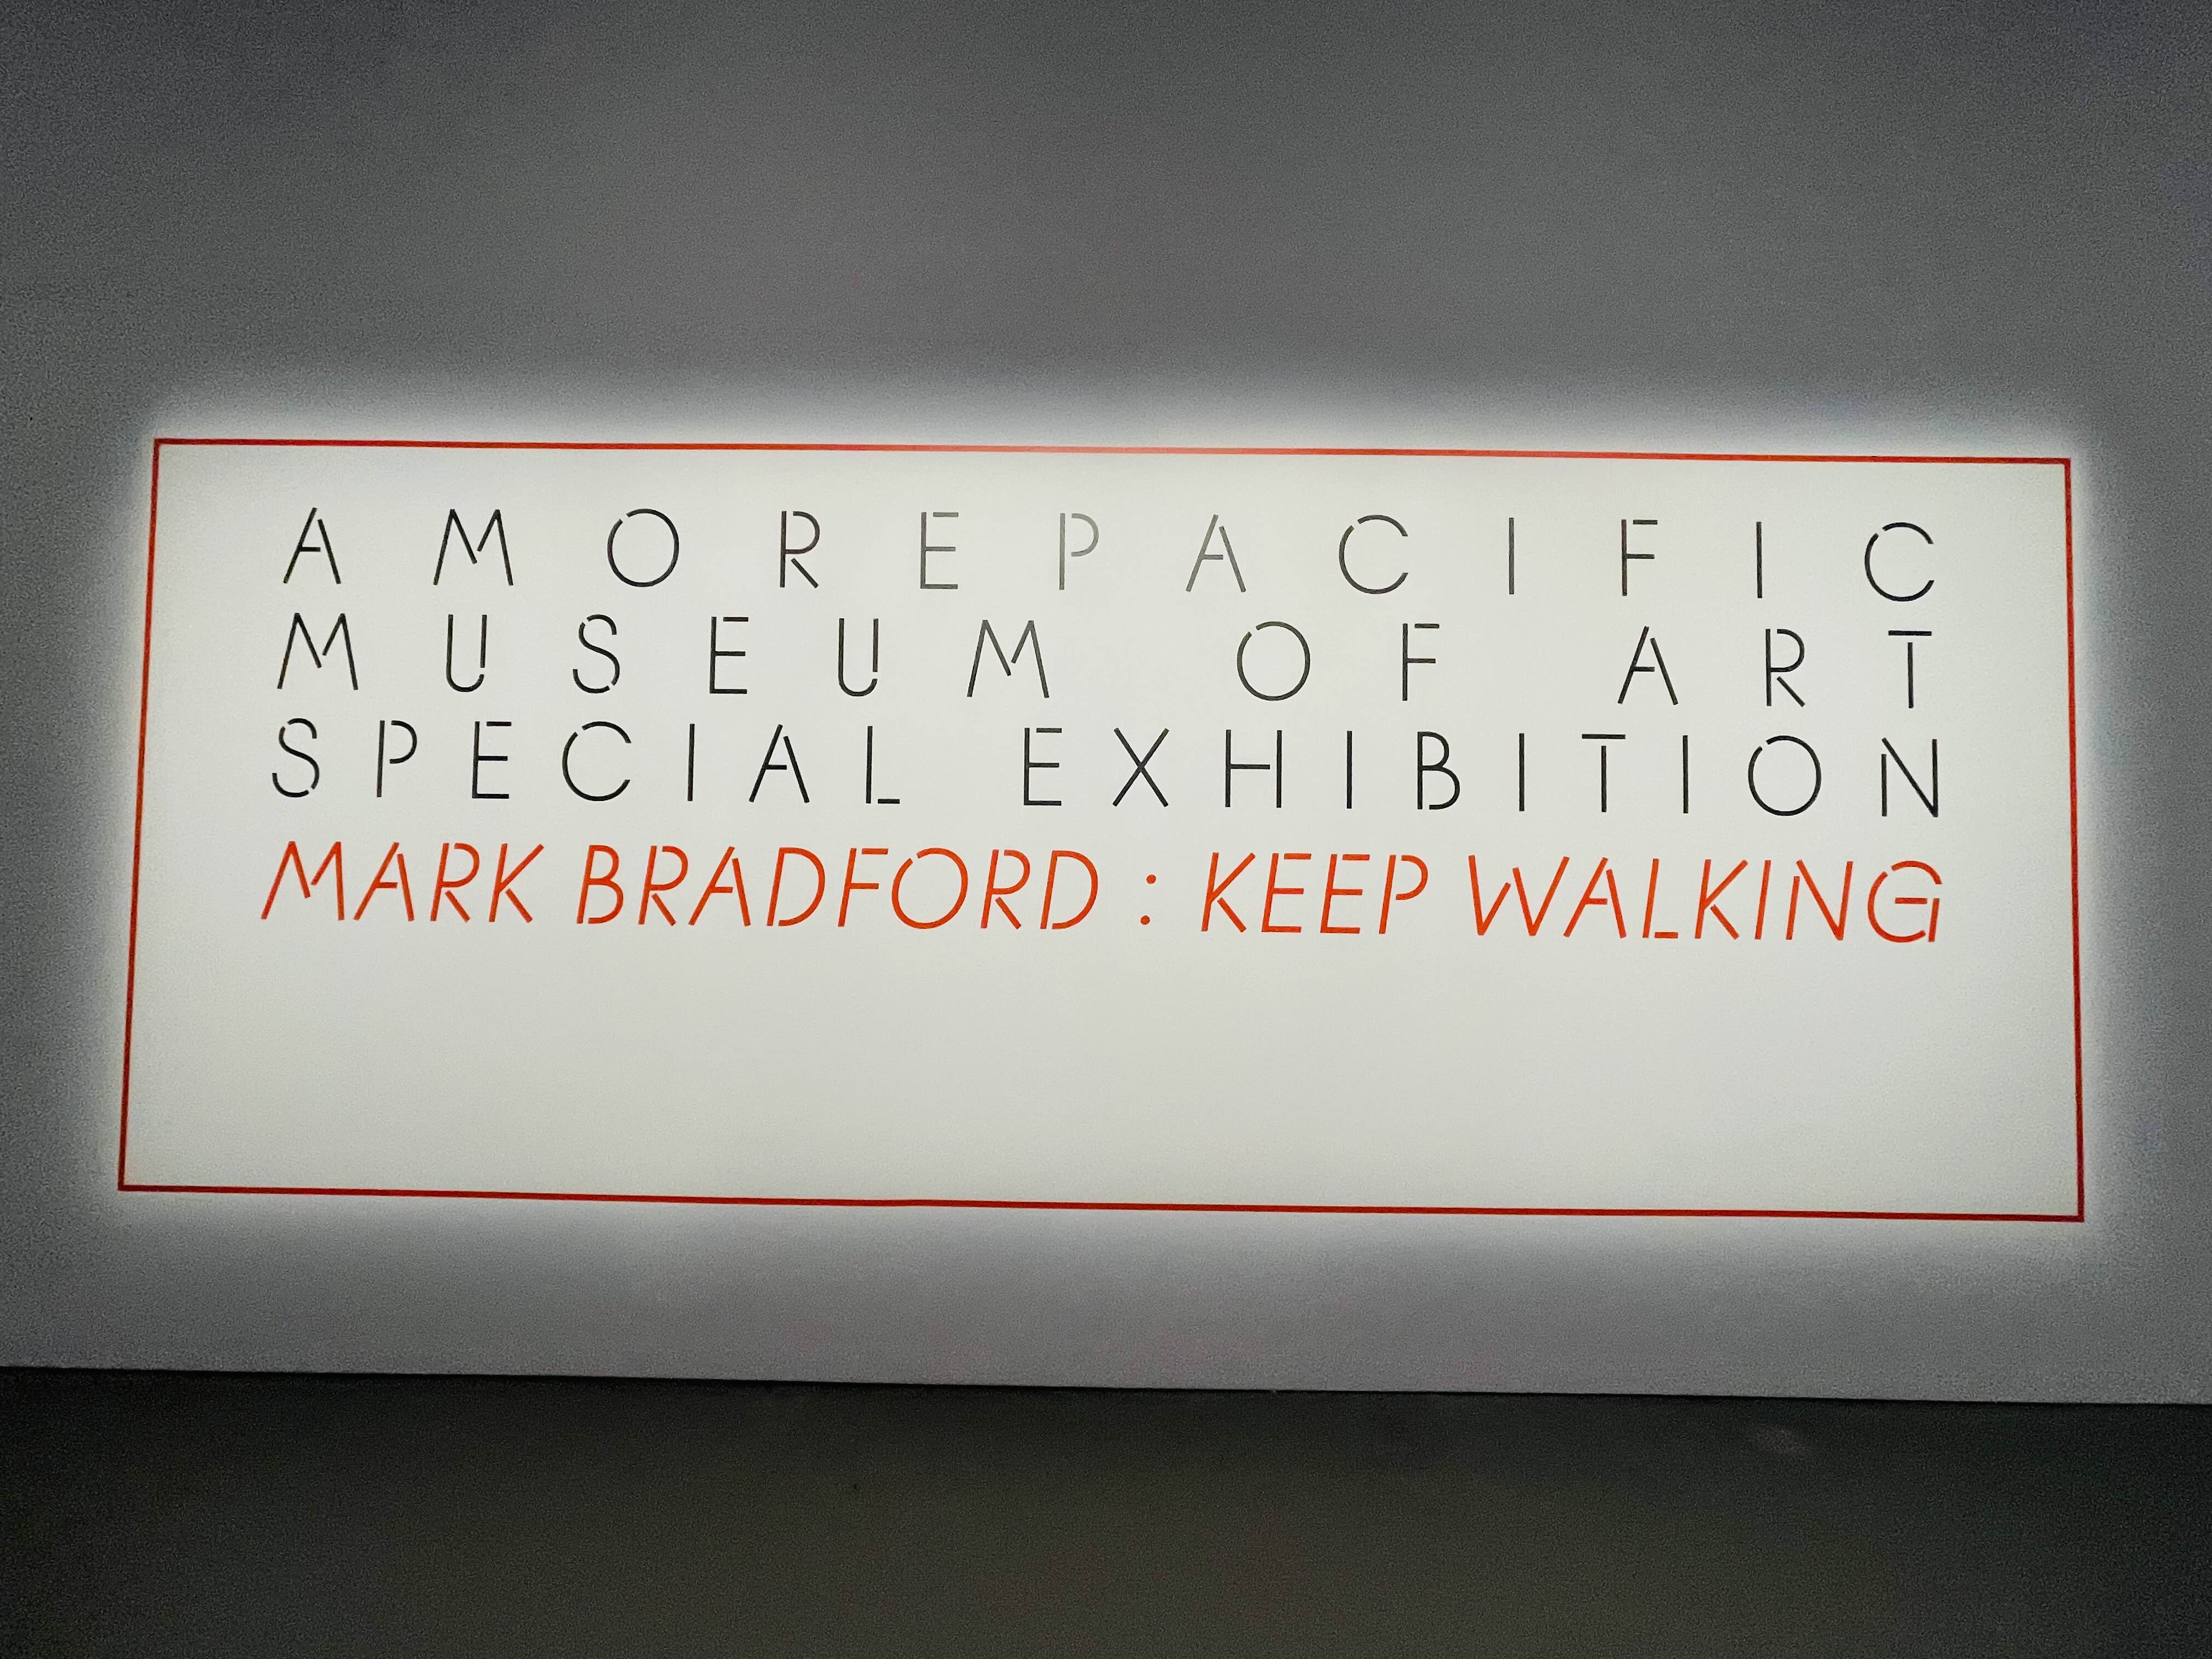 AMOREPACIFIC
MUSEUM OF ART
SPECIAL EXHIBITION
MARK BRADFORD : KEEP WALKING